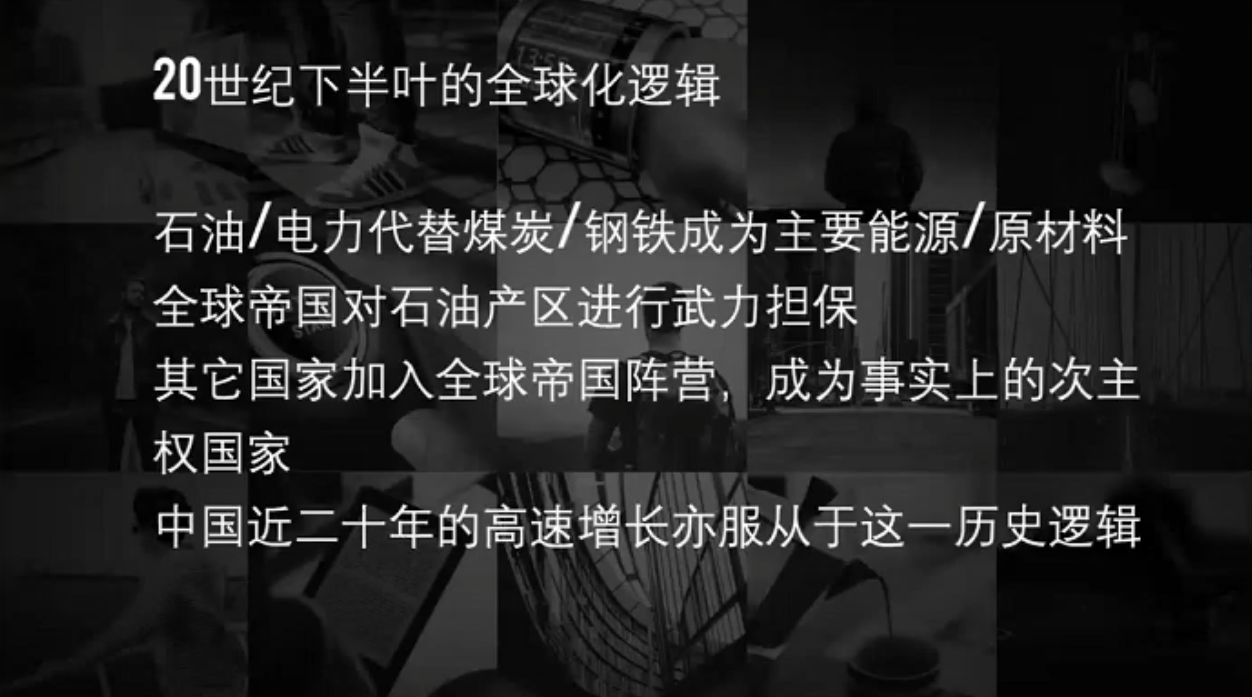 20世纪下半叶的全球化逻辑
石油/电力代替煤炭/钢铁成为主要能源/原材料
全球帝国对石油产区进行武力担保
其它国家加入全球帝国阵营，成为事实上的次主
权国家
中国近二十年的高速增长亦服从于这一历史逻辑
13:5
START